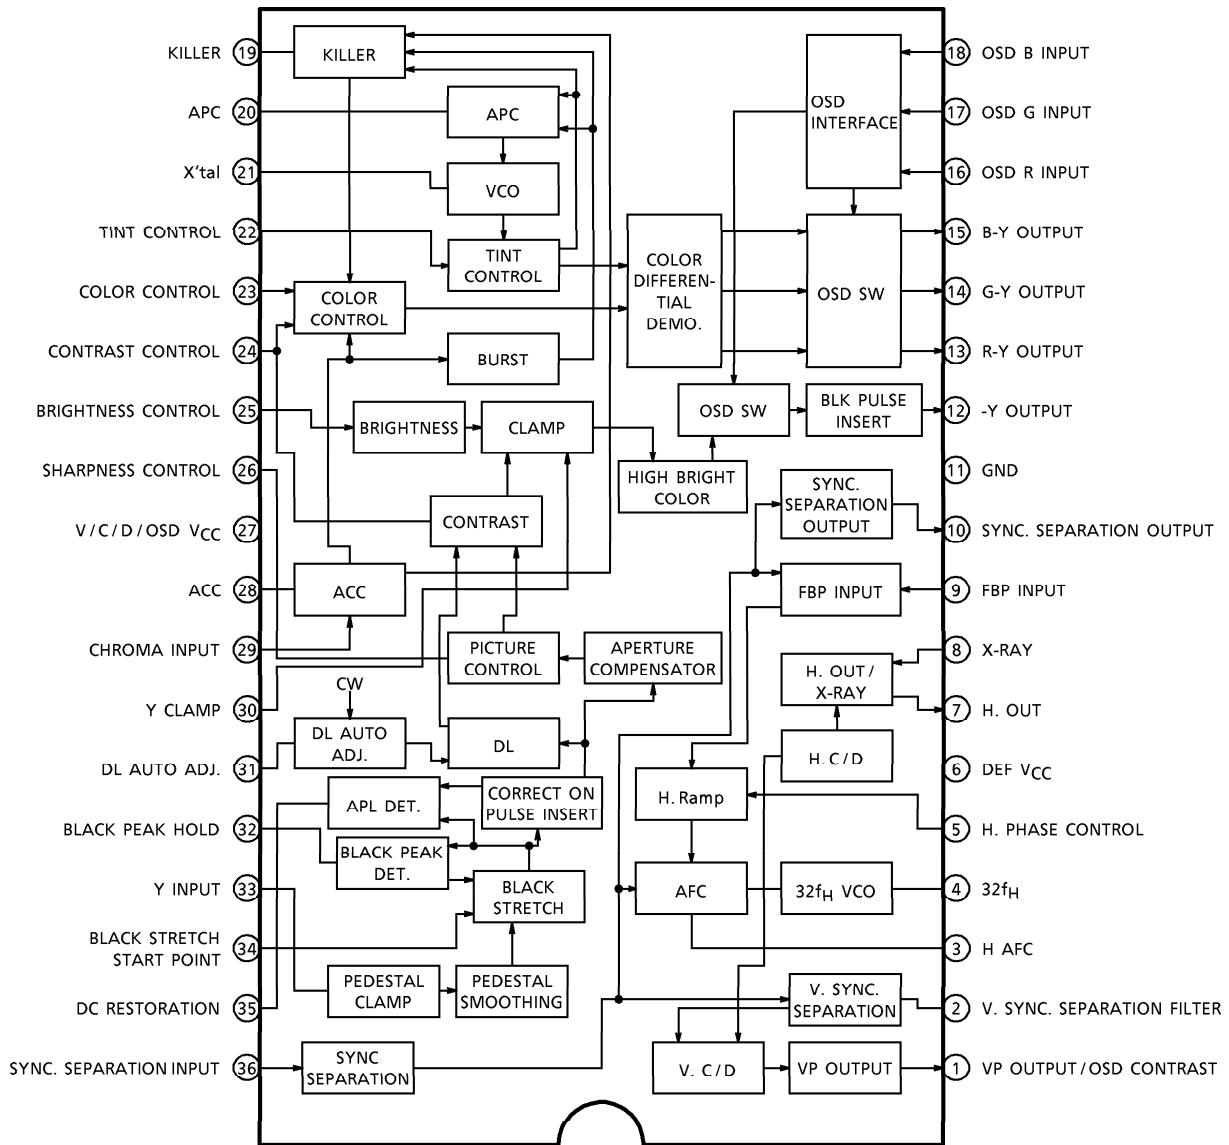 KILLER 19
APC 20
X'tal 21
TINT CONTROL 22
COLOR CONTROL 23
CONTRAST CONTROL 24
BRIGHTNESS CONTROL 25
SHARPNESS CONTROL 26
V/C/D/OSD VCC 27
ACC 28
CHROMA INPUT 29
Y CLAMP 30
DL AUTO ADJ. 31
BLACK PEAK HOLD 32
Y INPUT 33
BLACK STRETCH
START POINT 34
DC RESTORATION 35
SYNC. SEPARATION INPUT 36
KILLER
APC
VCO
TINT
CONTROL
COLOR
CONTROL
BURST
BRIGHTNESS
CLAMP
CONTRAST
ACC
PICTURE
CONTROL
APERTURE
COMPENSATOR
CW
DL AUTO
ADJ.
DL
APL DET.
CORRECT ON
PULSE INSERT
BLACK PEAK
DET.
BLACK
STRETCH
PEDESTAL
CLAMP
PEDESTAL
SMOOTHING
SYNC
SEPARATION
OSD
INTERFACE
COLOR
DIFFEREN-
TIAL
DEMO.
OSD SW
OSD SW
BLK PULSE
INSERT
HIGH BRIGHT
COLOR
SYNC.
SEPARATION
OUTPUT
FBP INPUT
H. OUT/
X-RAY
H. C/D
H. Ramp
AFC
32fH VCO
V. SYNC.
SEPARATION
V. C/D
VP OUTPUT
18 OSD B INPUT
17 OSD G INPUT
16 OSD R INPUT
15 B-Y OUTPUT
14 G-Y OUTPUT
13 R-Y OUTPUT
12 -Y OUTPUT
11 GND
10 SYNC. SEPARATION OUTPUT
9 FBP INPUT
8 X-RAY
7 H. OUT
6 DEF VCC
5 H. PHASE CONTROL
4 32fH
3 H AFC
2 V. SYNC. SEPARATION FILTER
1 VP OUTPUT/OSD CONTRAST